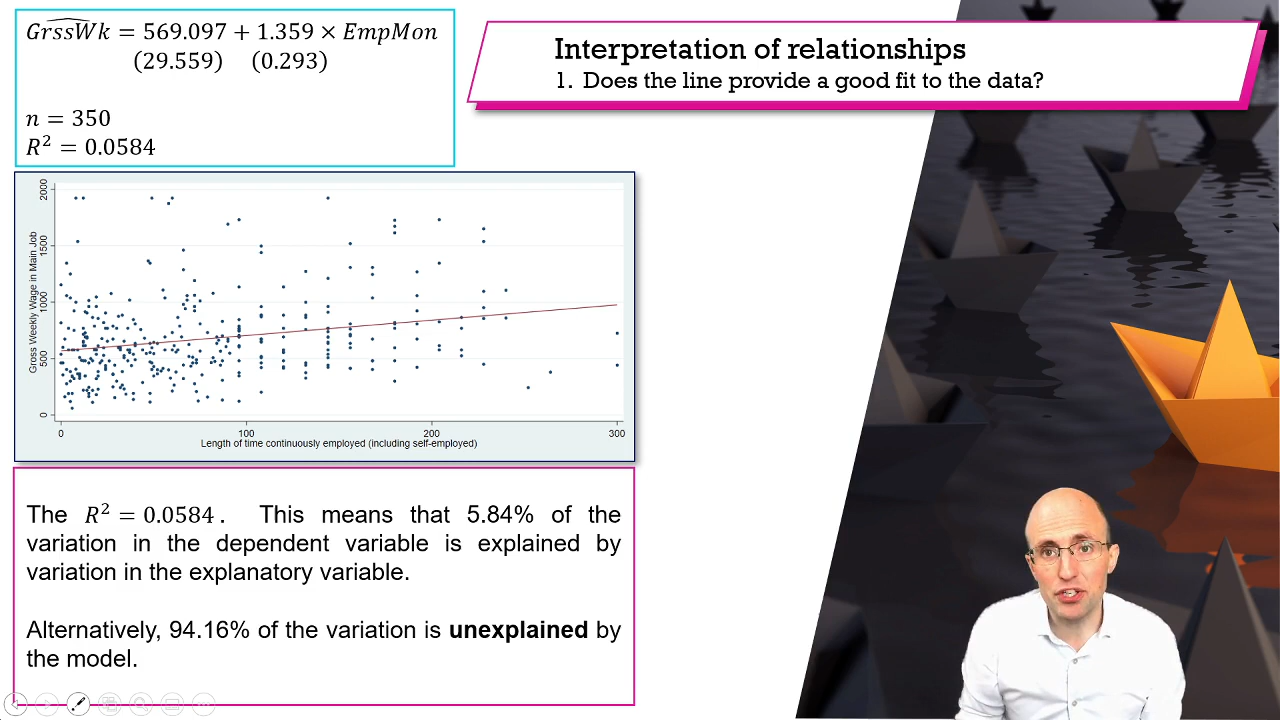 Interpretation of relationships
1. Does the line provide a good fit to the data?
\widehat{GrssWk} = 569.097 + 1.359 × EmpMon
(29.559) (0.293)
n = 350
R² = 0.0584
Gross Weekly Wage in Main Job
2000
1500
1000
500
0
0 100 200 300
Length of time continuously employed (including self-employed)
The R² = 0.0584. This means that 5.84% of the
variation in the dependent variable is explained by
variation in the explanatory variable.
Alternatively, 94.16% of the variation is unexplained by
the model.